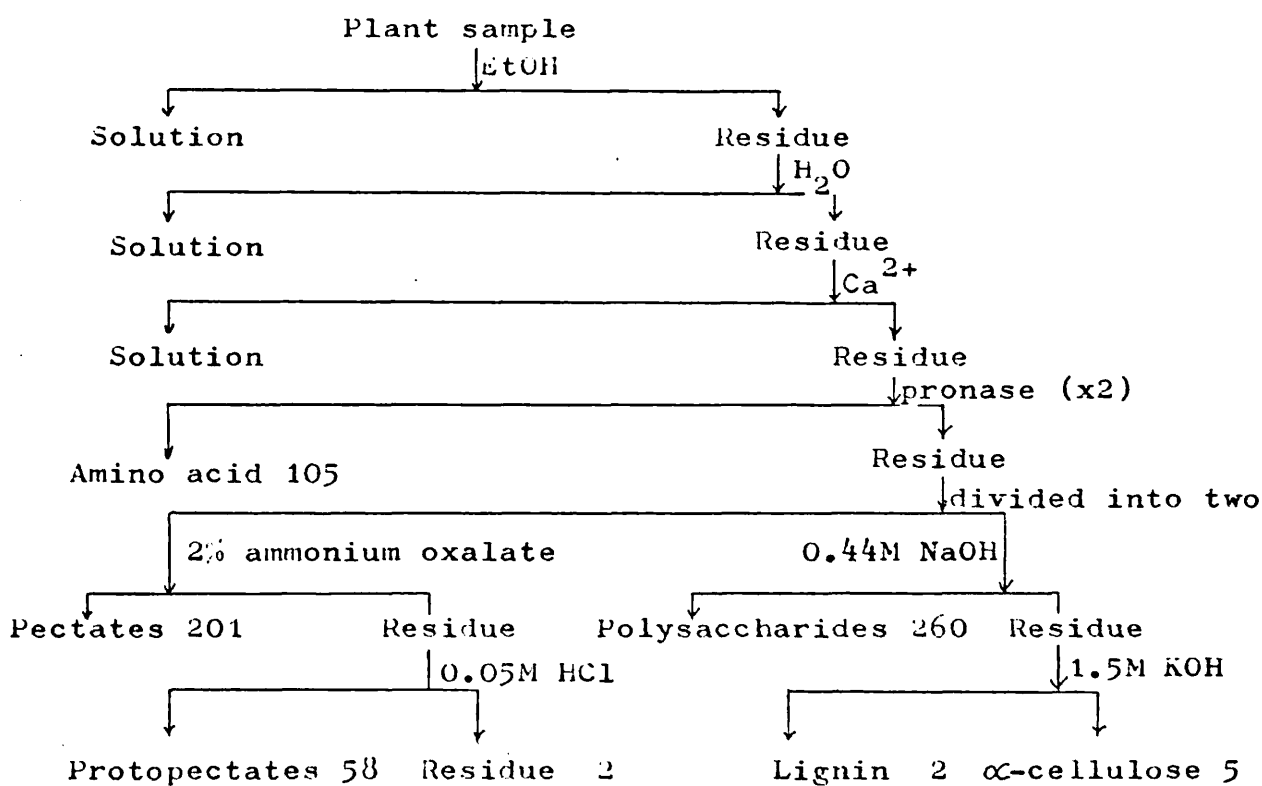 Plant sample
EtOH
Solution Residue
H2O
Solution Residue
Ca2+
Solution Residue
pronase (x2)
Amino acid 105 Residue
divided into two
2% ammonium oxalate 0.44M NaOH
Pectates 201 Residue Polysaccharides 260 Residue
0.05M HCl 1.5M KOH
Protopectates 58 Residue 2 Lignin 2 α-cellulose 5